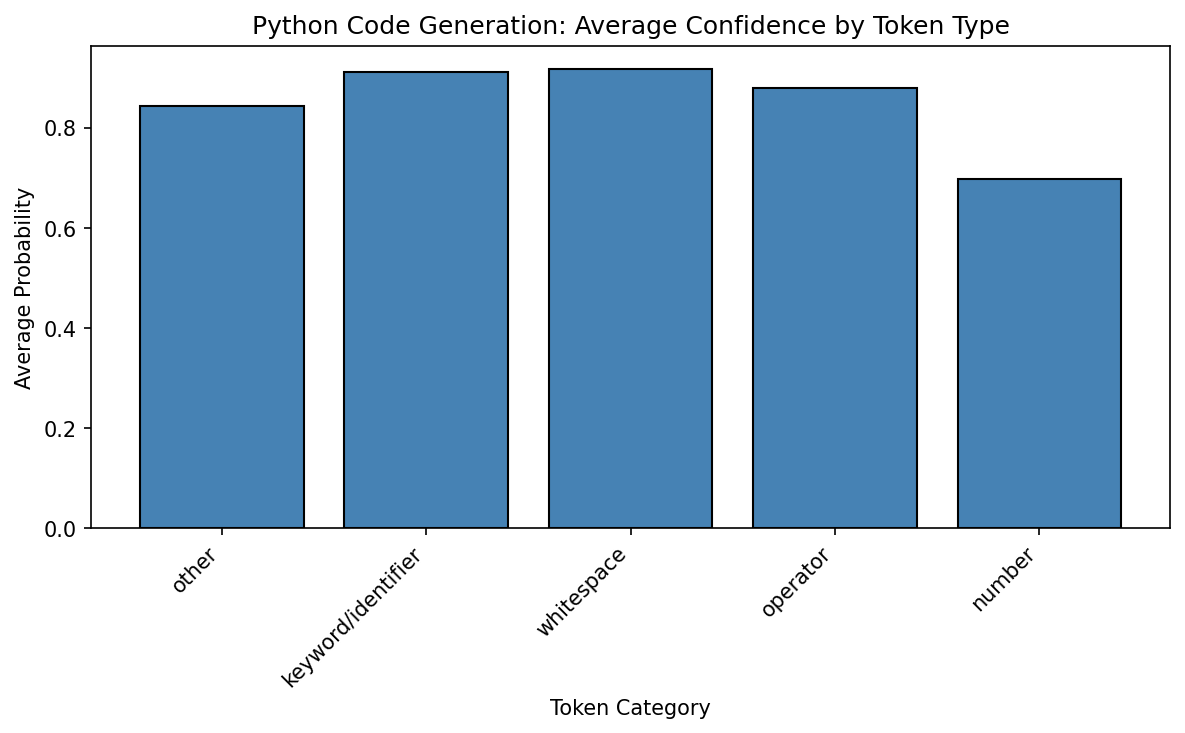 Python Code Generation: Average Confidence by Token Type
Average Probability
0.8
0.6
0.4
0.2
0.0
other
keyword/identifier
whitespace
operator
number
Token Category